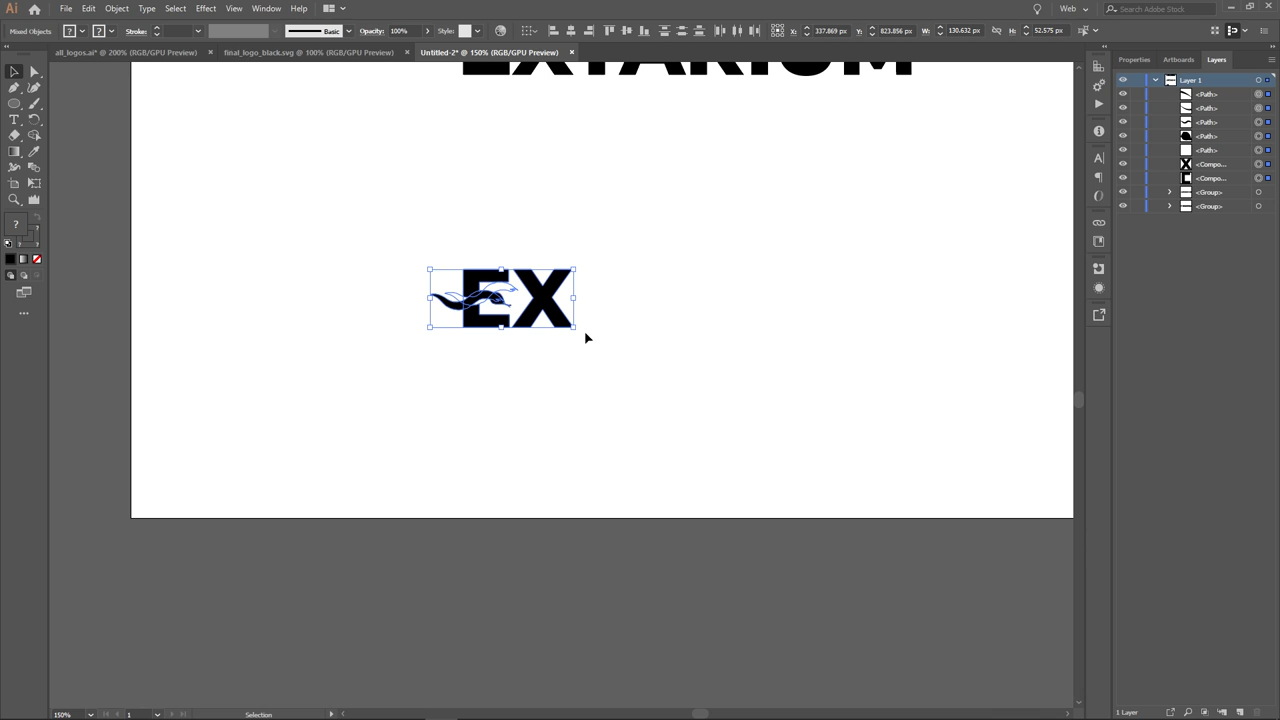 Ai File Edit Object Type Select Effect View Window Help Web Search Adobe Stock
Mixed Objects ? ? Stroke: Basic Opacity: 100% Style: X: 337.869 px Y: 823.856 px W: 130.632 px H: 52.575 px
all_logos.ai* @ 200% (RGB/GPU Preview) × final_logo_black.svg @ 100% (RGB/GPU Preview) × Untitled-2* @ 150% (RGB/GPU Preview) ×
Properties Artboards Layers
EXTARIUM
Layer 1
<Path>
<Path>
<Path>
<Path>
<Path>
<Compo...
<Compo...
<Group>
<Group>
EX
?
150% 1 Selection
1 Layer